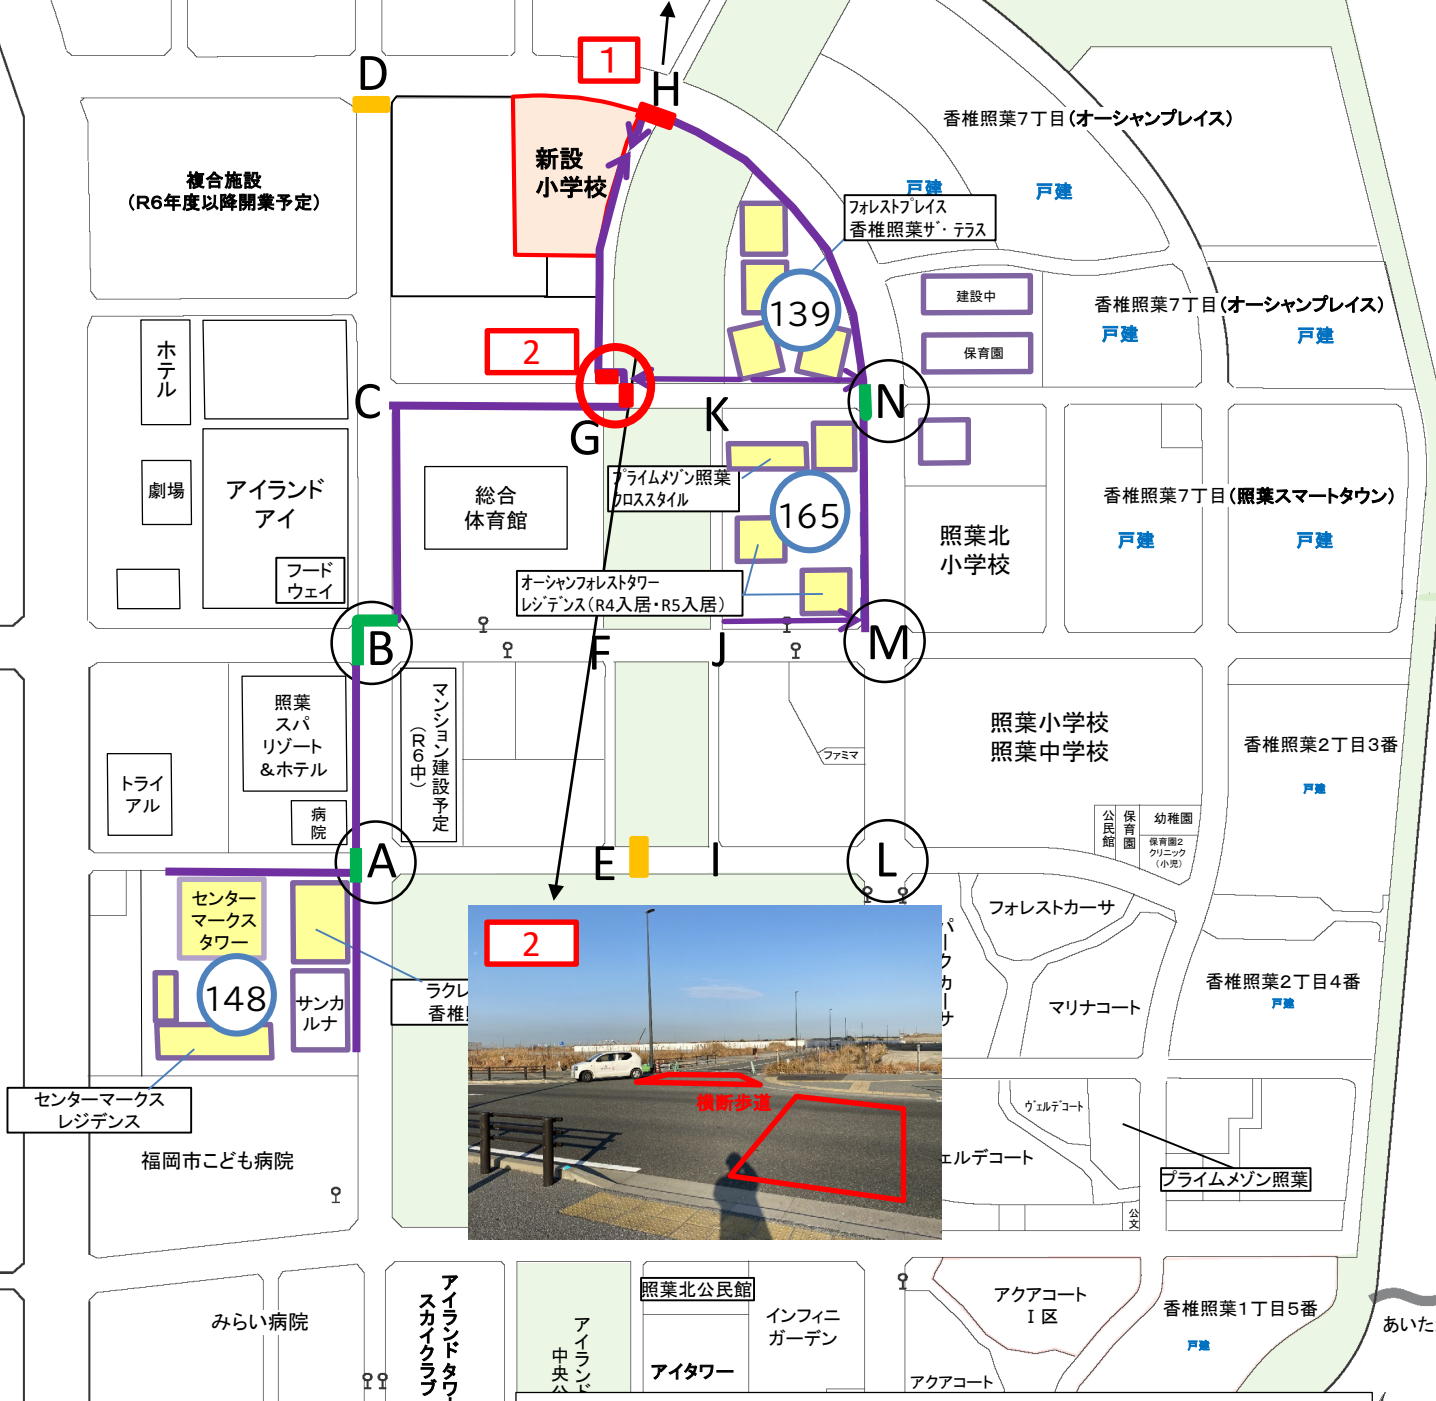 1
D
H
香椎照葉7丁目(オーシャンプレイス)
新設
小学校
複合施設
(R6年度以降開業予定)
戸建
戸建
フォレストプレイス
香椎照葉ザ・テラス
建設中
香椎照葉7丁目(オーシャンプレイス)
139
戸建
戸建
ホテル
2
保育園
C
G
K
N
プライムメゾン照葉
クロススタイル
劇場
アイランド
アイ
総合
体育館
165
香椎照葉7丁目(照葉スマートタウン)
照葉北
小学校
戸建
戸建
フード
ウェイ
オーシャンフォレストタワー
レジデンス(R4入居・R5入居)
B
F
J
M
照葉
スパ
リゾート
&ホテル
マンション建設予定
(R6中)
照葉小学校
照葉中学校
香椎照葉2丁目3番
ファミマ
トライ
アル
戸建
病
院
公民館
保育園
幼稚園
保育園2
クリニック
(小児)
A
E
I
L
センター
マークス
タワー
フォレストカーサ
パークカーサ
2
148
サンカ
ルナ
ラクレ
香椎
マリナコート
香椎照葉2丁目4番
戸建
センターマークス
レジデンス
横断歩道
ヴェルデコート
福岡市こども病院
ェルデコート
プライムメゾン照葉
公文
アイランドタワー
スカイクラブ
照葉北公民館
アクアコート
Ⅰ区
香椎照葉1丁目5番
みらい病院
アイランド
中央公
インフィニ
ガーデン
あいた
戸建
アイタワー
アクアコート